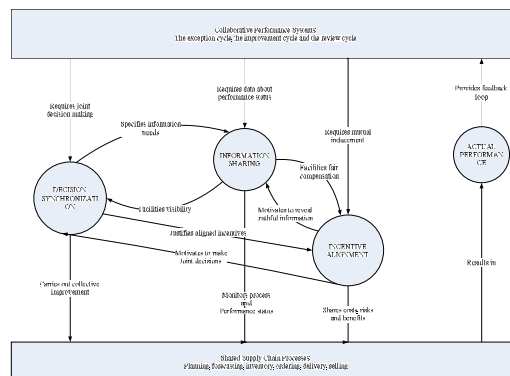 Collaborative Performance Systems
The exception cycle, the improvement cycle and the review cycle
Requires joint
decision making
Requires data about
performance status
Provides feedback
loop
Specifies information
needs
Requires mutual
inducement
INFORMATION
SHARING
ACTUAL
PERFORMAN
CE
Facilities fair
compensation
DECISION
SYNCHRONIZATI
ON
Facilities visibility
Motivates to reveal
truthful information
Justifies aligned incentives
INCENTIVE
ALIGNMENT
Motivates to make
Joint decisions
Results in
Carries out collective
improvement
Monitors process
and
Performance status
Shares costs, risks
and benefits
Shared Supply Chain Processes
Planning, forecasting, inventory, ordering, delivery, selling